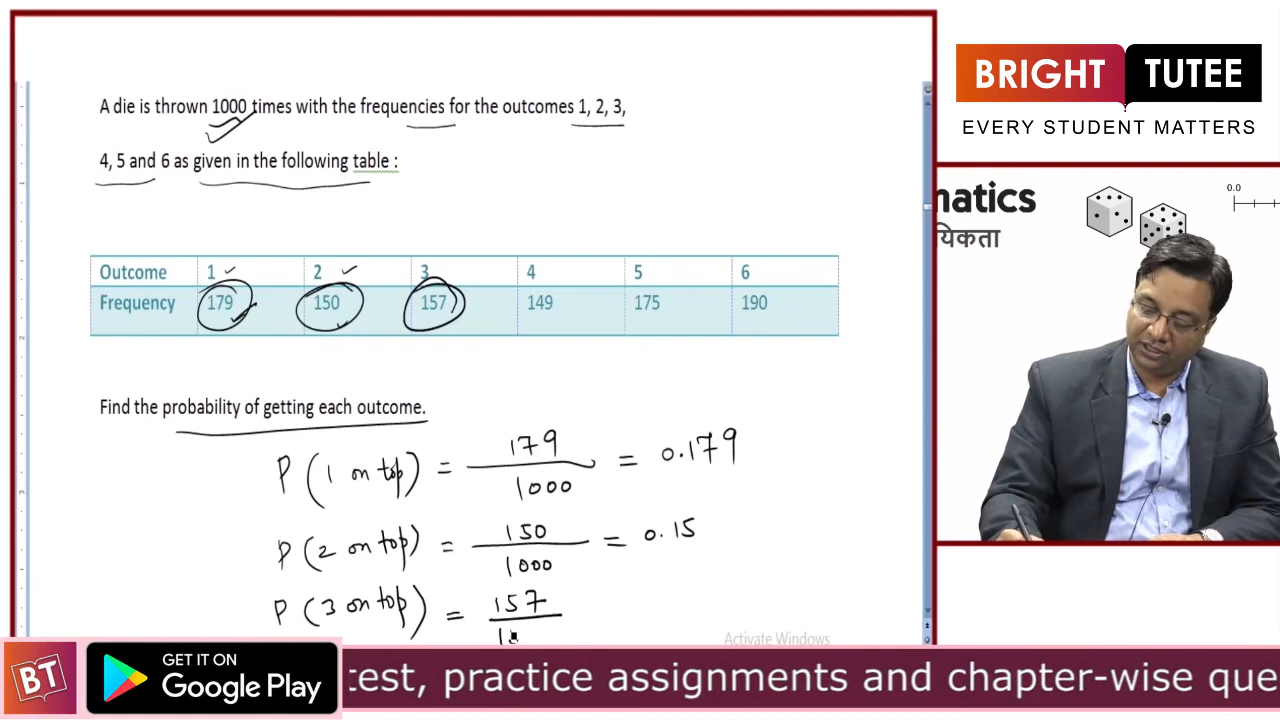 A die is thrown 1000 times with the frequencies for the outcomes 1, 2, 3,
4, 5 and 6 as given in the following table :
Outcome 1 2 3 4 5 6
Frequency 179 150 157 149 175 190
Find the probability of getting each outcome.
P (1 on top) = 179/1000 = 0.179
P (2 on top) = 150/1000 = 0.15
P (3 on top) = 157/1
BRIGHT TUTEE
EVERY STUDENT MATTERS
matics
यिकता
0.0
Activate Windows
BT
GET IT ON
Google Play
test, practice assignments and chapter-wise que